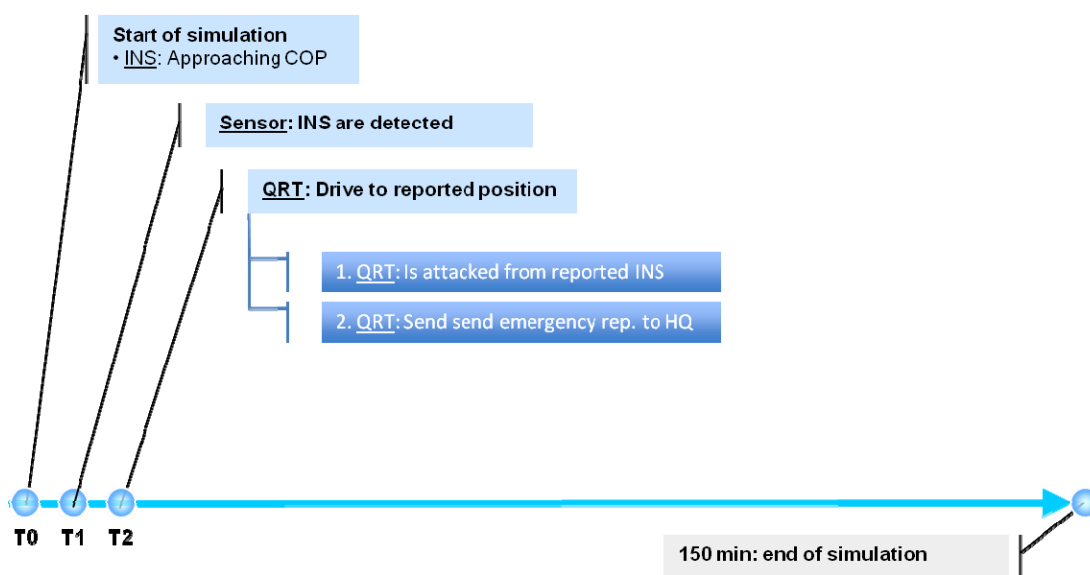 Start of simulation
• INS: Approaching COP
Sensor: INS are detected
QRT: Drive to reported position
1. QRT: Is attacked from reported INS
2. QRT: Send send emergency rep. to HQ
T0 T1 T2
150 min: end of simulation